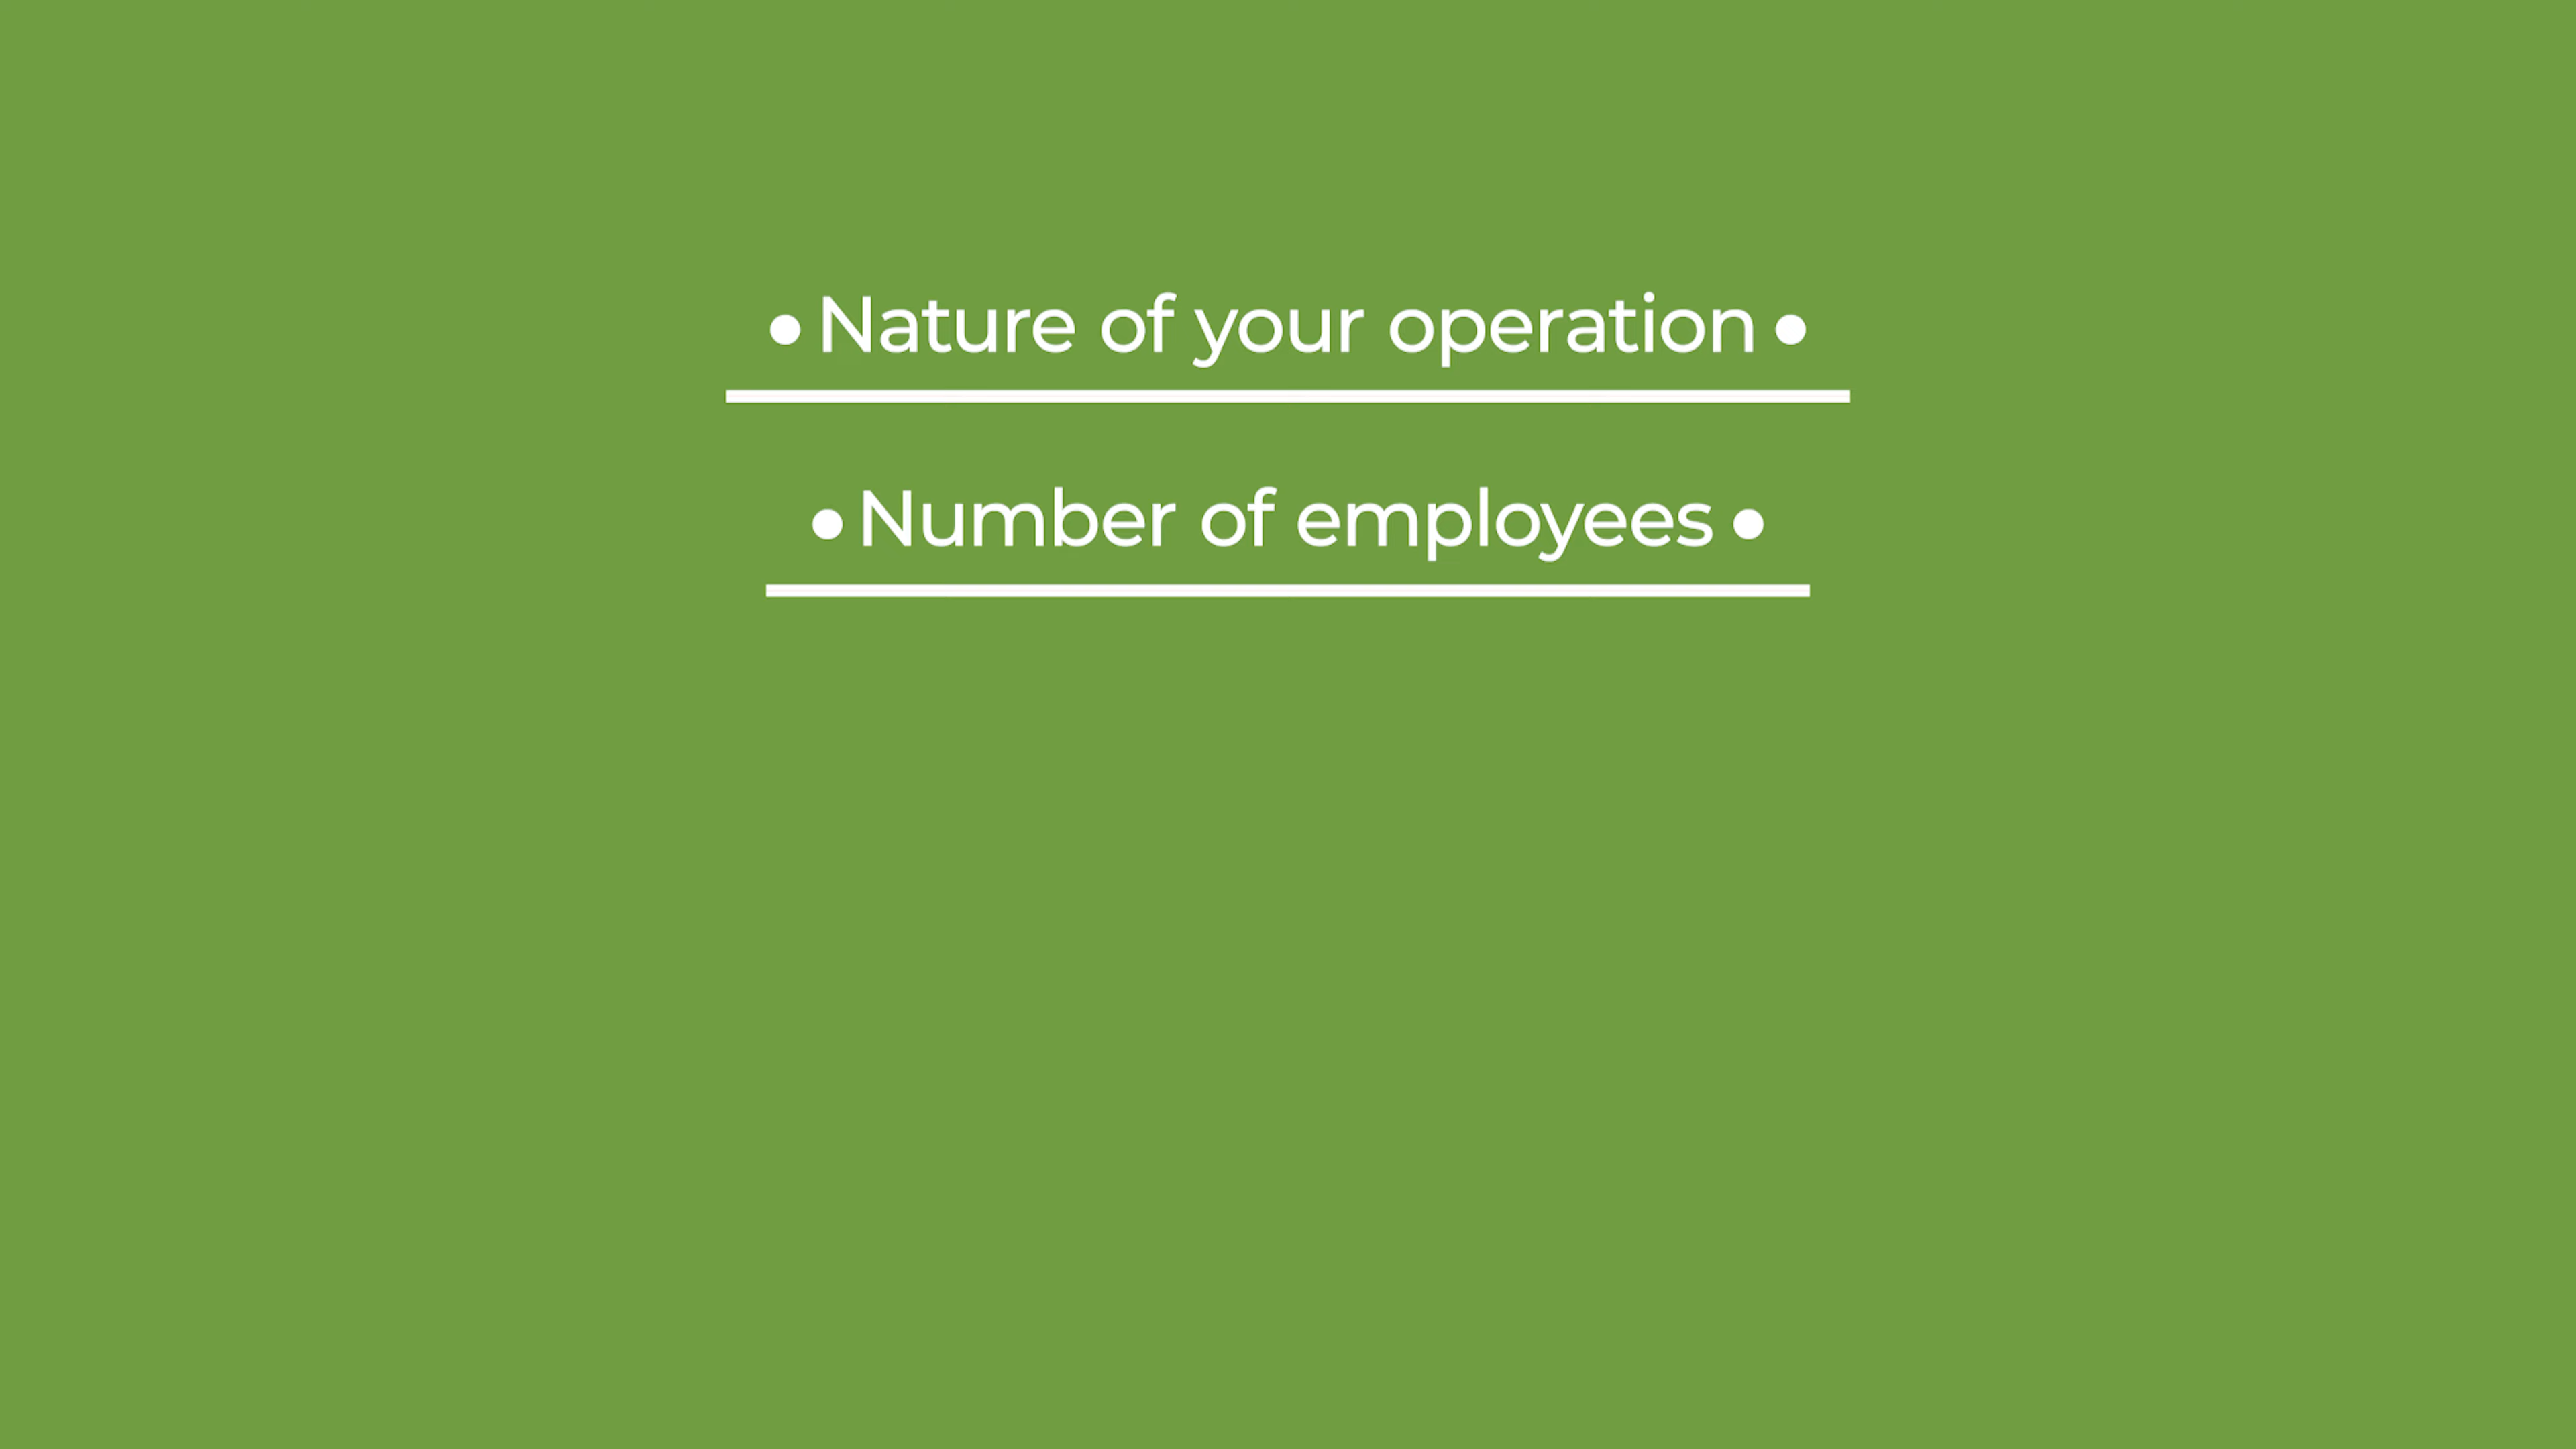 • Nature of your operation •
• Number of employees •